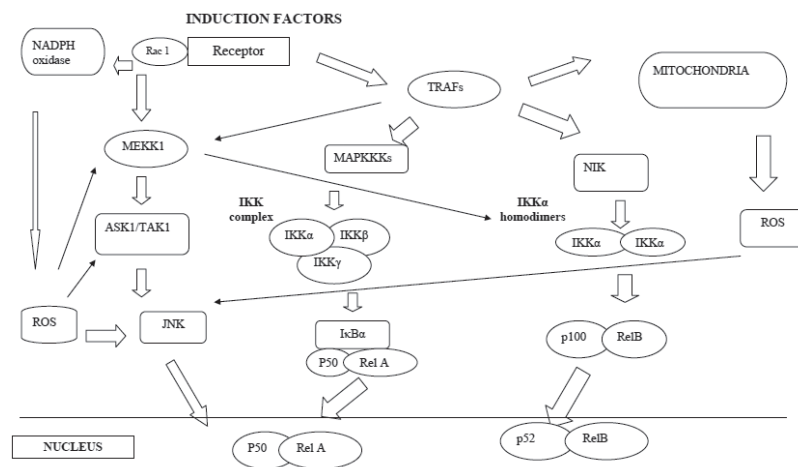 INDUCTION FACTORS
NADPH
oxidase
Rac 1
Receptor
TRAFs
MITOCHONDRIA
MEKK1
MAPKKKs
NIK
IKK
complex
IKKα
homodimers
ASK1/TAK1
IKKα
IKKβ
IKKγ
IKKα
IKKα
ROS
ROS
JNK
IκBα
P50
Rel A
p100
RelB
NUCLEUS
P50
Rel A
p52
RelB